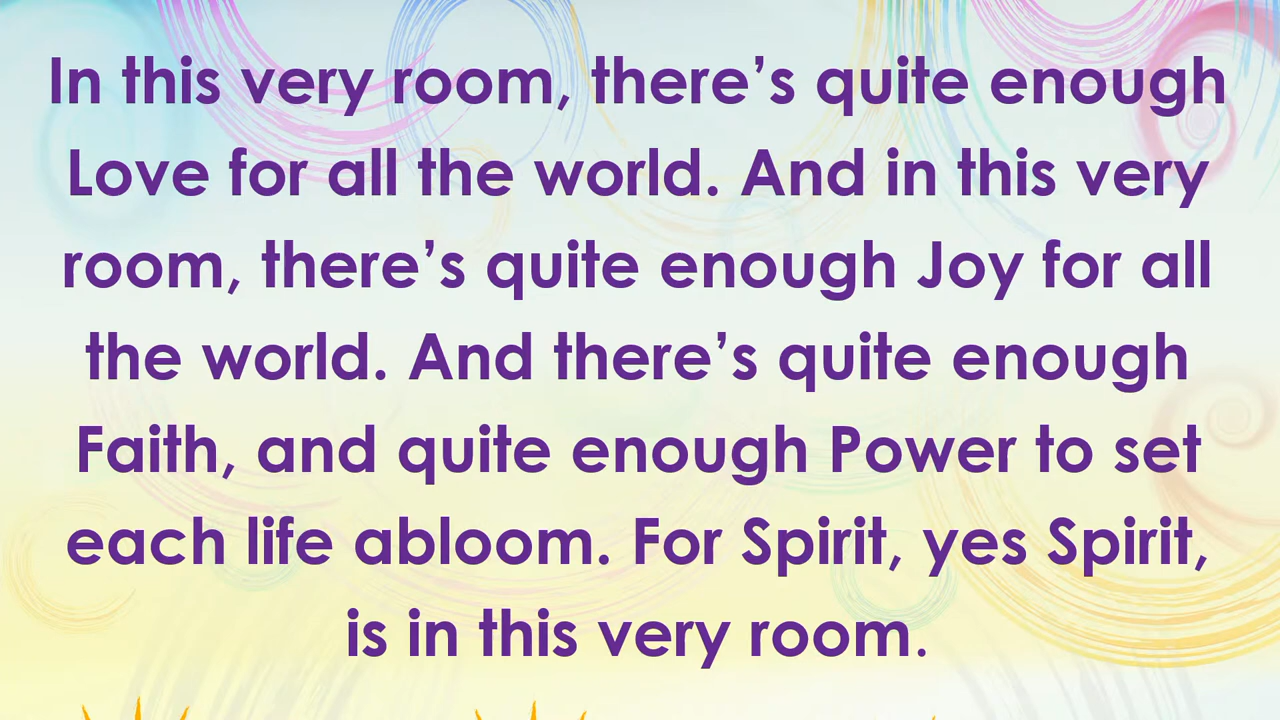 In this very room, there’s quite enough
Love for all the world. And in this very
room, there’s quite enough Joy for all
the world. And there’s quite enough
Faith, and quite enough Power to set
each life abloom. For Spirit, yes Spirit,
is in this very room.